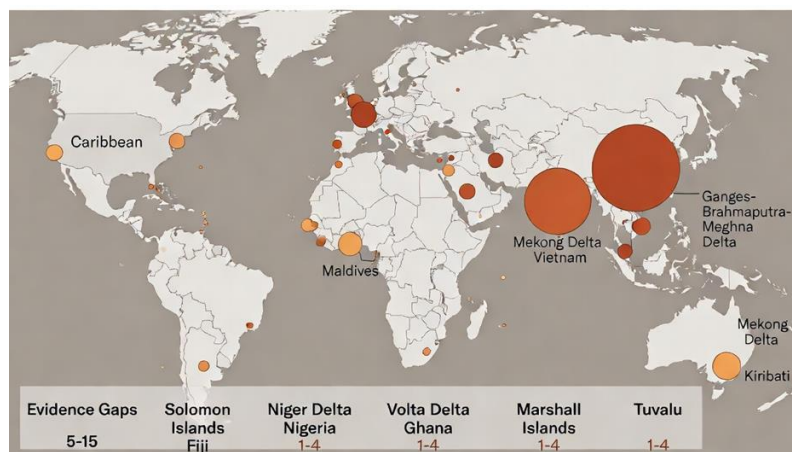 Caribbean
Maldives
Mekong Delta
Vietnam
Ganges-
Brahmaputra-
Meghna
Delta
Mekong
Delta
Kiribati
Evidence Gaps
5-15
Solomon
Islands
Fiji
Niger Delta
Nigeria
1-4
Volta Delta
Ghana
1-4
Marshall
Islands
1-4
Tuvalu
1-4